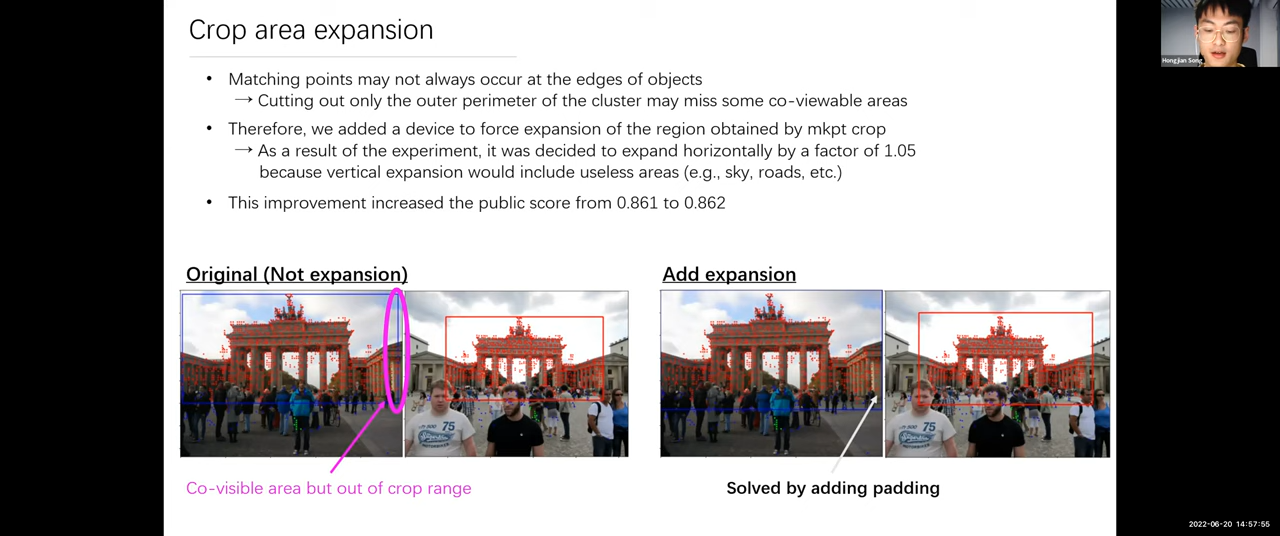 Crop area expansion
• Matching points may not always occur at the edges of objects
→ Cutting out only the outer perimeter of the cluster may miss some co-viewable areas
• Therefore, we added a device to force expansion of the region obtained by mkpt crop
→ As a result of the experiment, it was decided to expand horizontally by a factor of 1.05
because vertical expansion would include useless areas (e.g., sky, roads, etc.)
• This improvement increased the public score from 0.861 to 0.862
Original (Not expansion)
Add expansion
75
75
Co-visible area but out of crop range
Solved by adding padding
Hongjian Song
2022-06-20 14:57:55